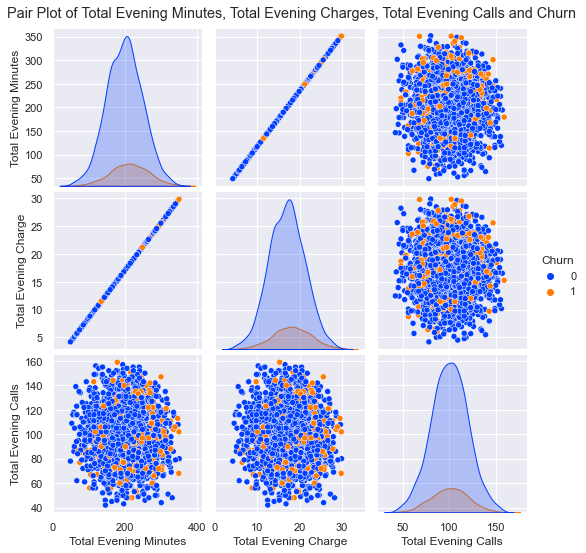 Pair Plot of Total Evening Minutes, Total Evening Charges, Total Evening Calls and Churn
350
300
250
200
150
100
50
Total Evening Minutes
30
25
20
15
10
5
Total Evening Charge
Churn
0
1
160
140
120
100
80
60
40
Total Evening Calls
0 200 400
0 10 20 30
50 100 150
Total Evening Minutes
Total Evening Charge
Total Evening Calls